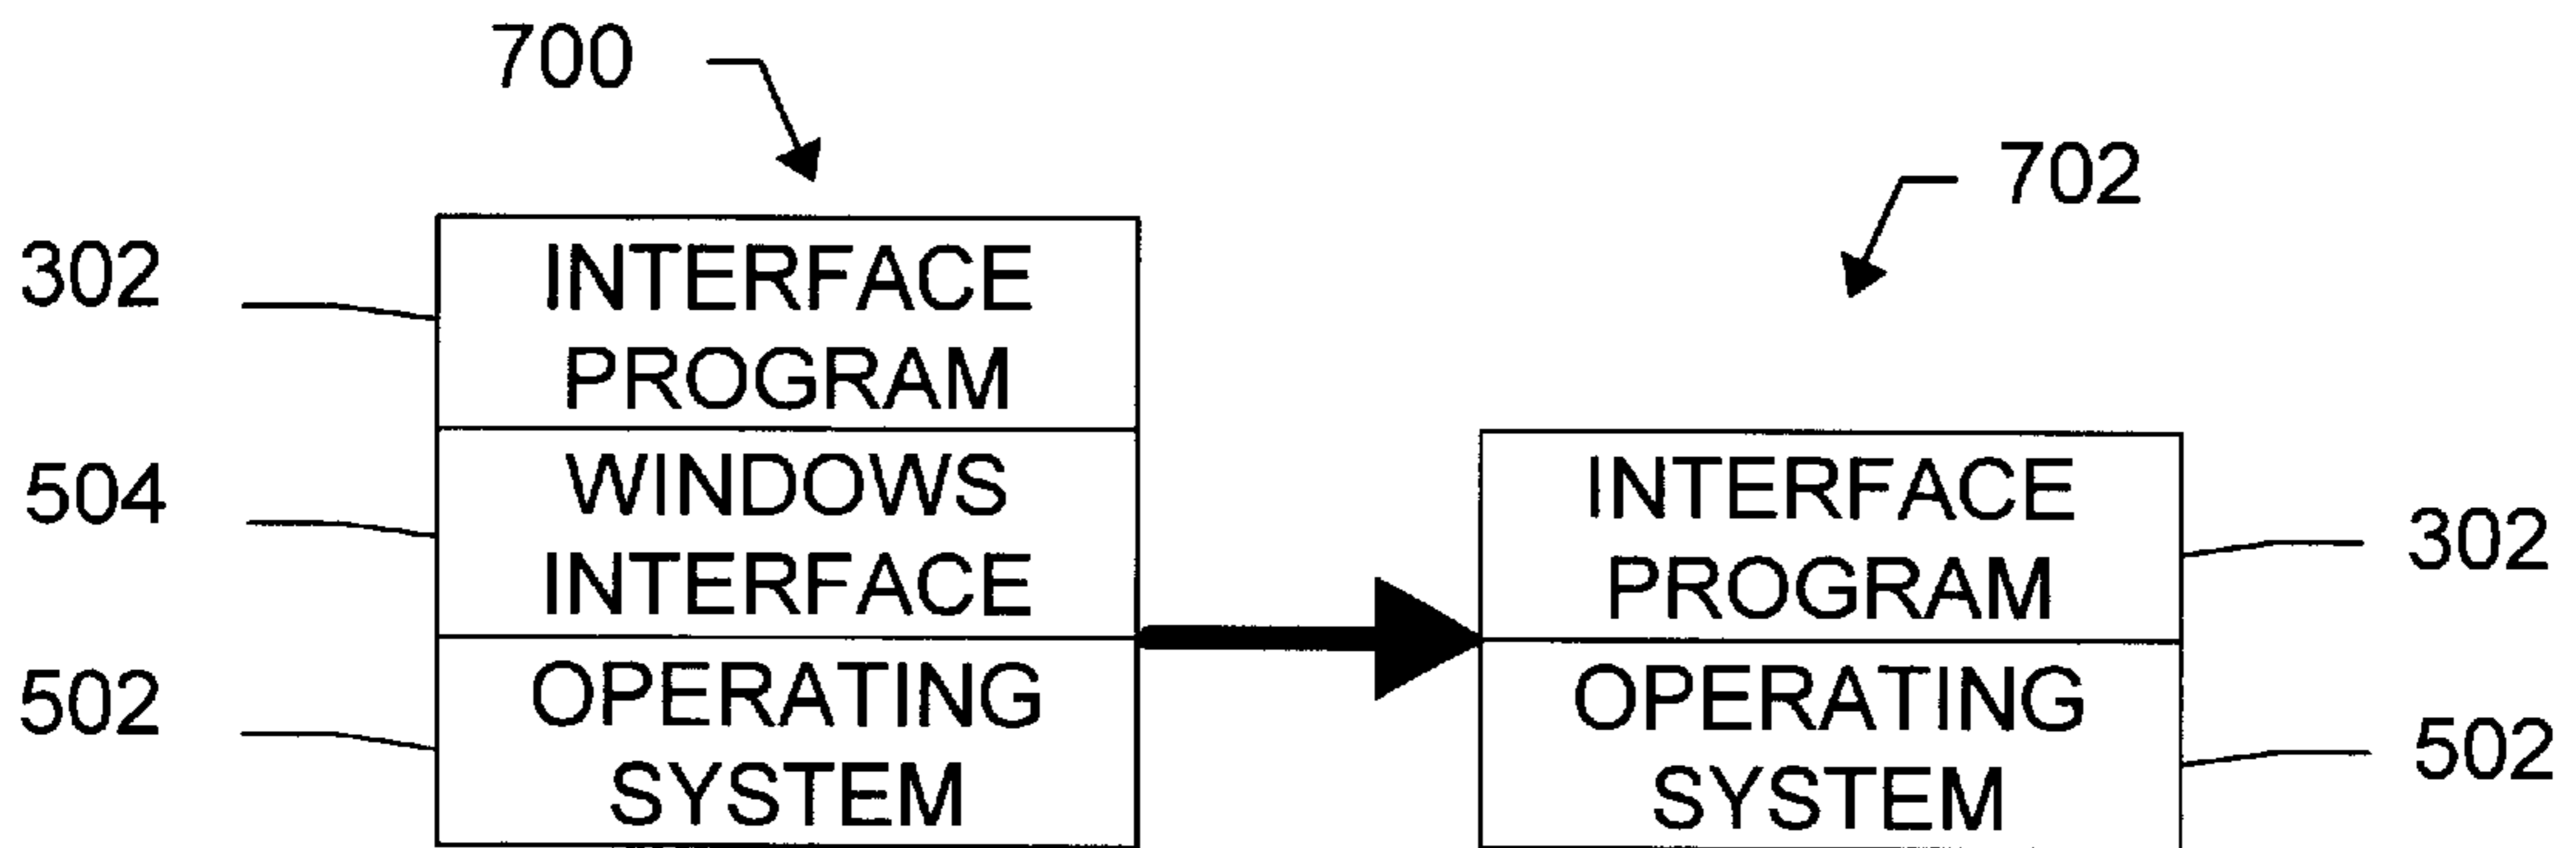 700
702
302
INTERFACE
PROGRAM
504
WINDOWS
INTERFACE
502
OPERATING
SYSTEM
INTERFACE
PROGRAM
302
OPERATING
SYSTEM
502